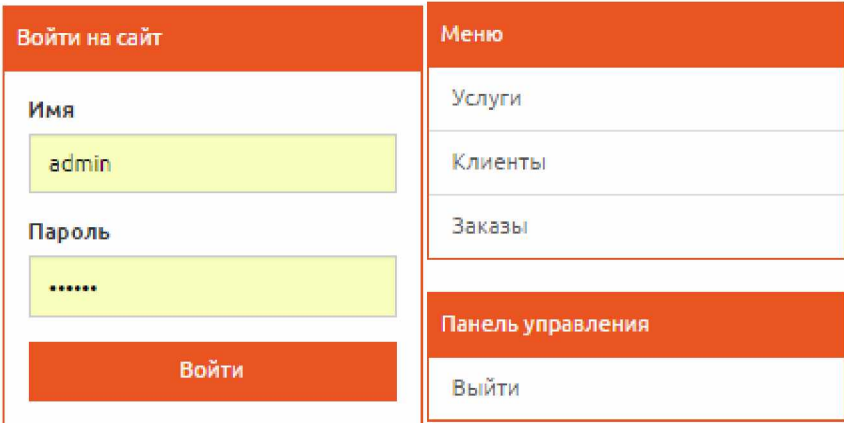 Войти на сайт
Имя
admin
Пароль
••••••
Войти
Меню
Услуги
Клиенты
Заказы
Панель управления
Выйти